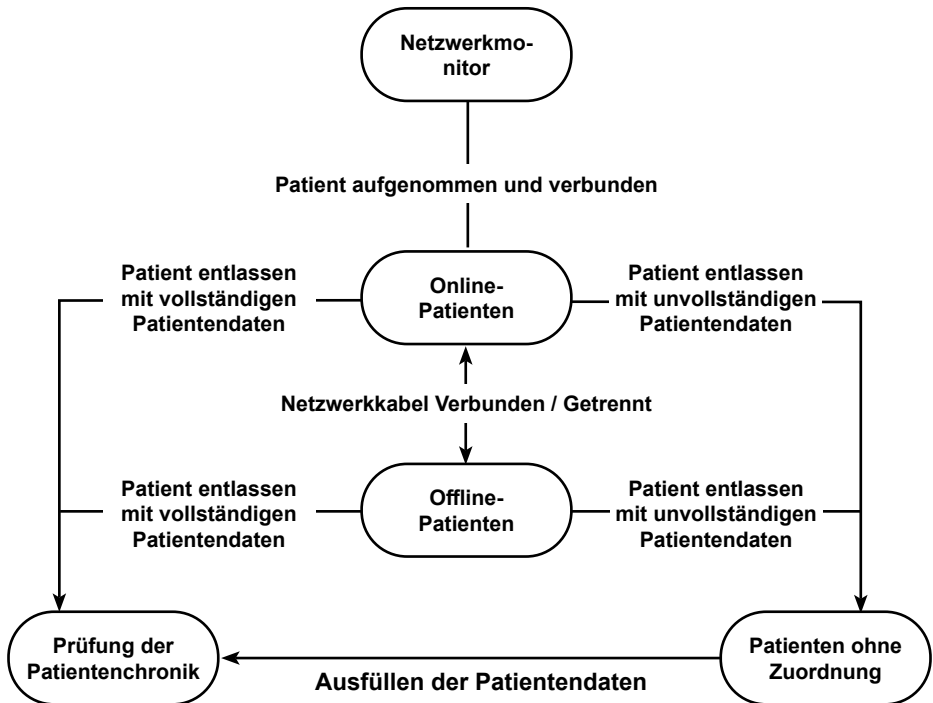 Netzwerkmo-
nitor
Patient aufgenommen und verbunden
Patient entlassen
mit vollständigen
Patientendaten
Online-
Patienten
Patient entlassen
mit unvollständigen
Patientendaten
Netzwerkkabel Verbunden / Getrennt
Patient entlassen
mit vollständigen
Patientendaten
Offline-
Patienten
Patient entlassen
mit unvollständigen
Patientendaten
Prüfung der
Patientenchronik
Ausfüllen der Patientendaten
Patienten ohne
Zuordnung